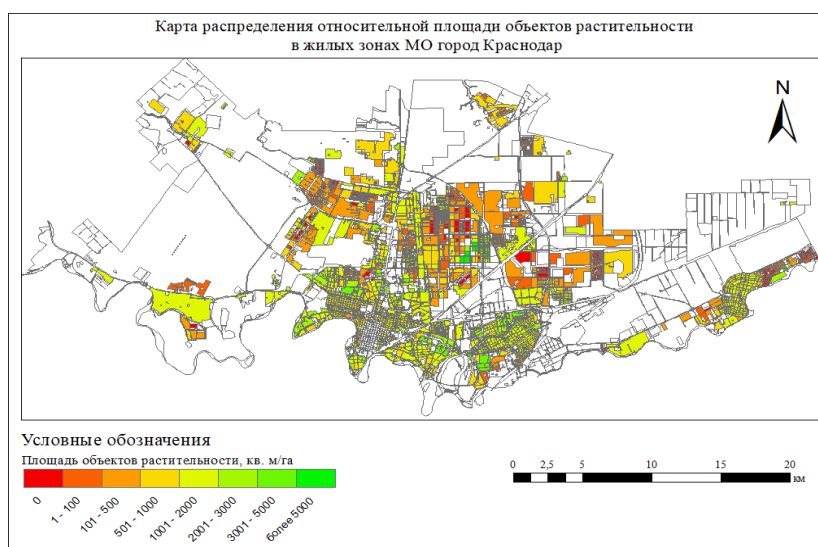 Карта распределения относительной площади объектов растительности
в жилых зонах МО город Краснодар
N
Условные обозначения
Площадь объектов растительности, кв. м/га
0
1 - 100
101 - 500
501 - 1000
1001 - 2000
2001 - 3000
3001 - 5000
более 5000
0 2,5 5 10 15 20
км